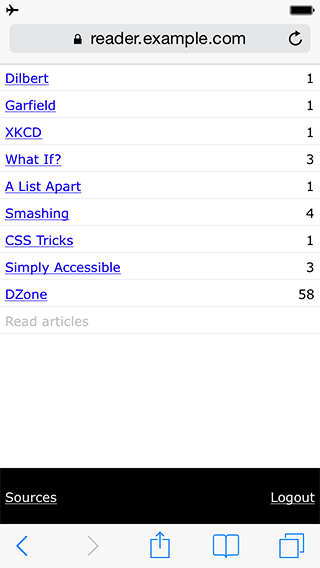 reader.example.com
Dilbert 1
Garfield 1
XKCD 1
What If? 3
A List Apart 1
Smashing 4
CSS Tricks 1
Simply Accessible 3
DZone 58
Read articles
Sources Logout